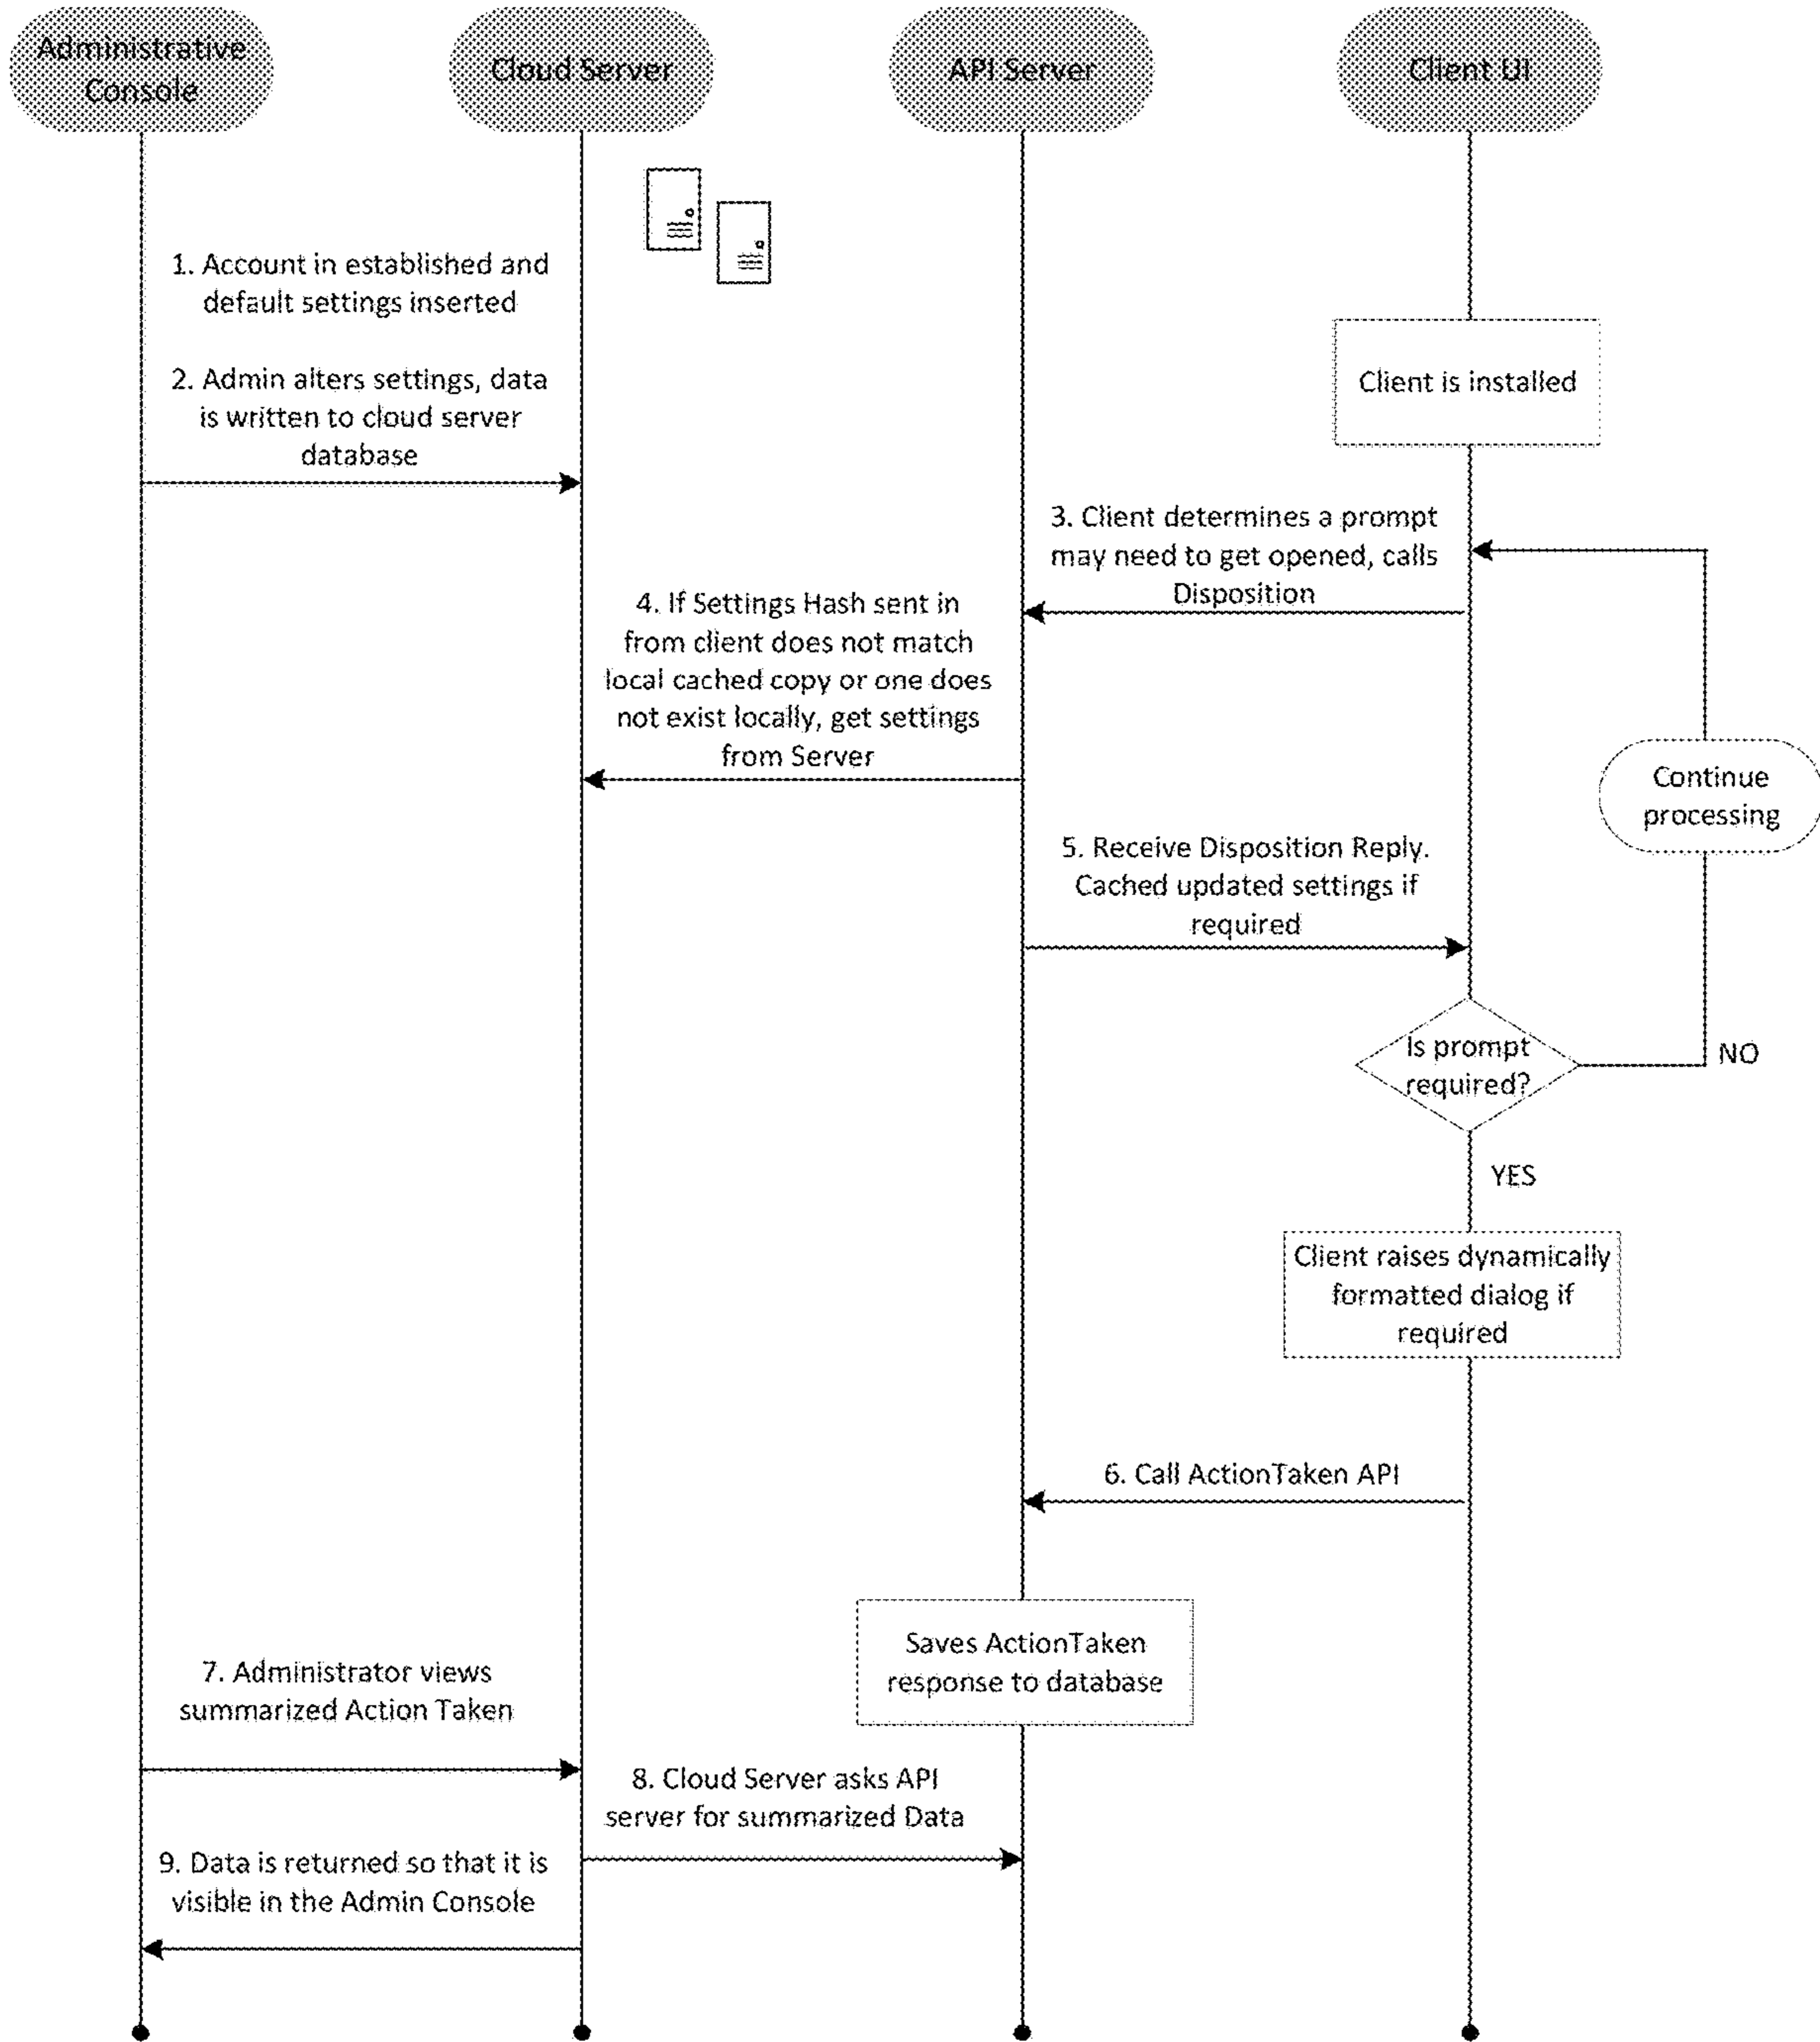 Administrative
Console
Cloud Server
API Server
Client UI
1. Account in established and
default settings inserted
2. Admin alters settings, data
is written to cloud server
database
Client is installed
3. Client determines a prompt
may need to get opened, calls
Disposition
4. If Settings Hash sent in
from client does not match
local cached copy or one does
not exist locally, get settings
from Server
Continue
processing
5. Receive Disposition Reply.
Cached updated settings if
required
Is prompt
required?
NO
YES
Client raises dynamically
formatted dialog if
required
6. Call ActionTaken API
Saves ActionTaken
response to database
7. Administrator views
summarized Action Taken
8. Cloud Server asks API
server for summarized Data
9. Data is returned so that it is
visible in the Admin Console